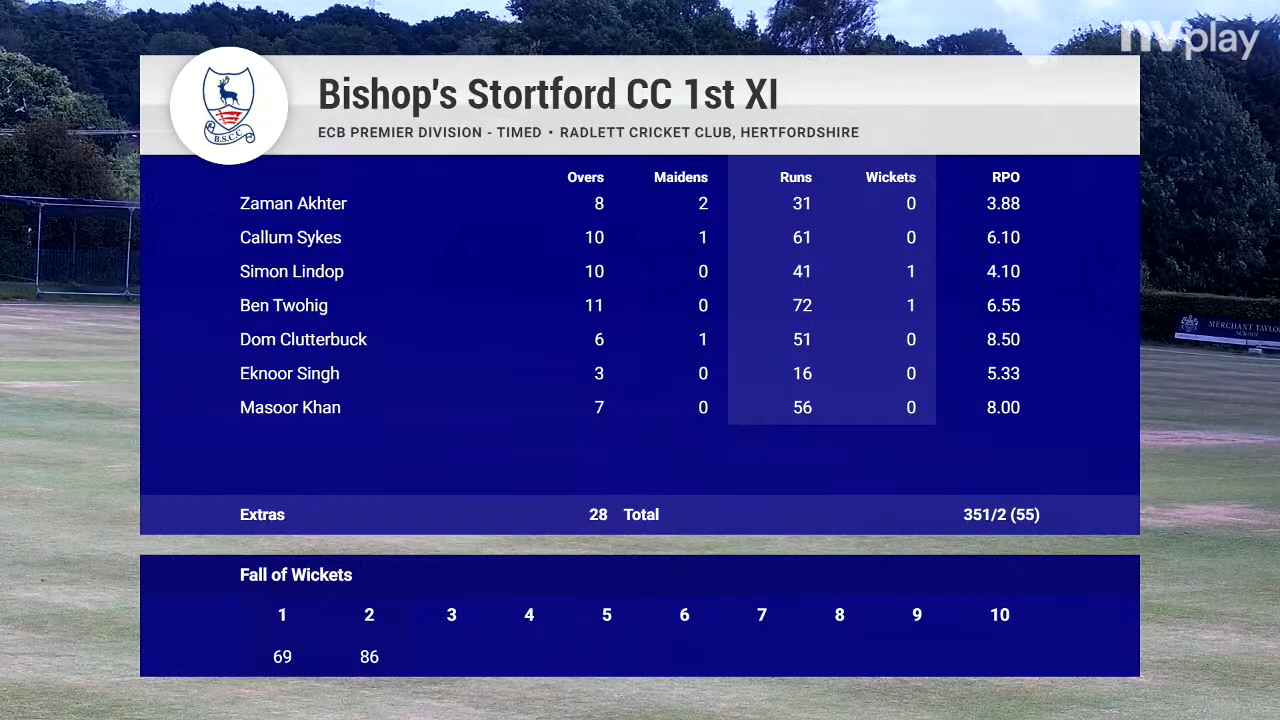 nvplay
Bishop's Stortford CC 1st XI
ECB PREMIER DIVISION - TIMED • RADLETT CRICKET CLUB, HERTFORDSHIRE
B.S.C.C.
Overs Maidens Runs Wickets RPO
Zaman Akhter 8 2 31 0 3.88
Callum Sykes 10 1 61 0 6.10
Simon Lindop 10 0 41 1 4.10
Ben Twohig 11 0 72 1 6.55
Dom Clutterbuck 6 1 51 0 8.50
Eknoor Singh 3 0 16 0 5.33
Masoor Khan 7 0 56 0 8.00
MERCHANT TAYLOR
Extras 28 Total 351/2 (55)
Fall of Wickets
1 2 3 4 5 6 7 8 9 10
69 86